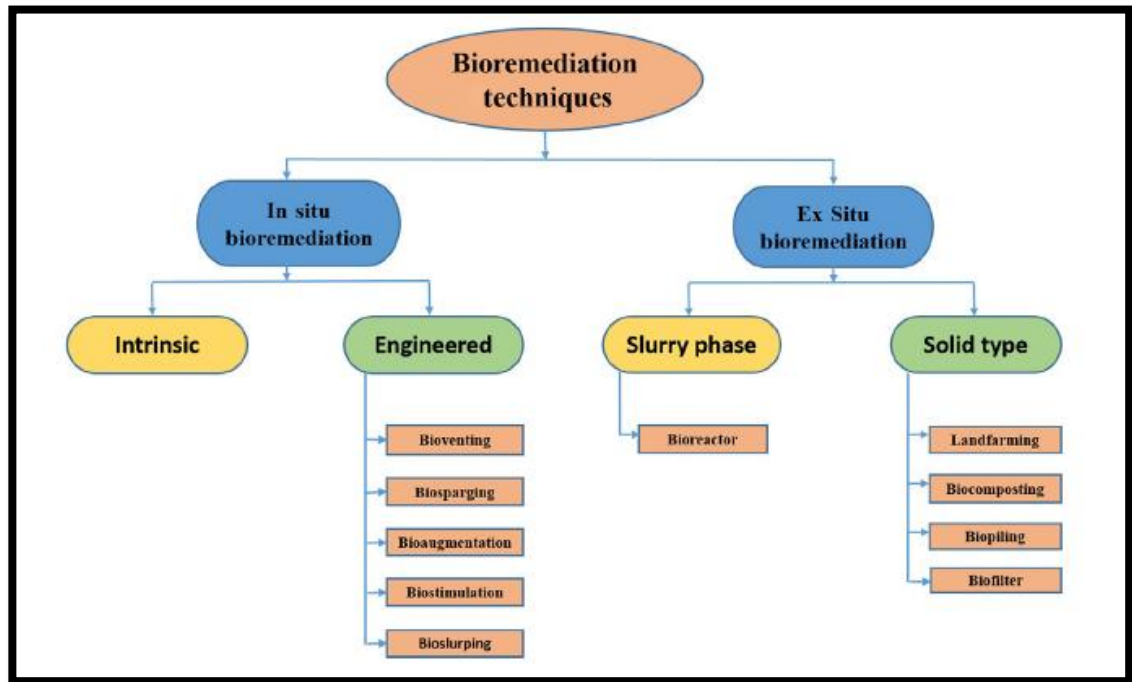 Bioremediation
techniques
In situ
bioremediation
Ex Situ
bioremediation
Intrinsic
Engineered
Slurry phase
Solid type
Bioventing
Biosparging
Bioaugmentation
Biostimulation
Bioslurping
Bioreactor
Landfarming
Biocomposting
Biopiling
Biofilter